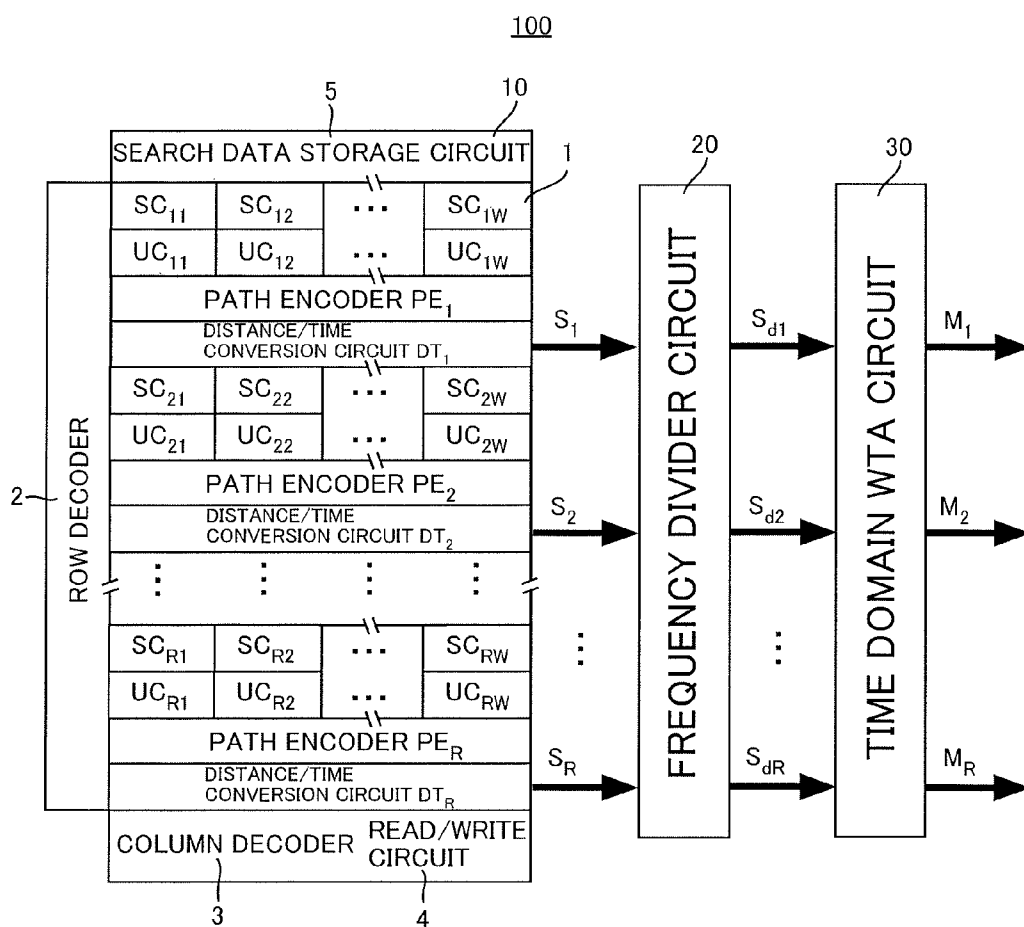 100
5
10
SEARCH DATA STORAGE CIRCUIT
1
20
30
SC11 SC12 ... SC1W
UC11 UC12 ... UC1W
PATH ENCODER PE1
DISTANCE/TIME
CONVERSION CIRCUIT DT1
S1
Sd1
M1
SC21 SC22 ... SC2W
UC21 UC22 ... UC2W
PATH ENCODER PE2
DISTANCE/TIME
CONVERSION CIRCUIT DT2
S2
Sd2
M2
2
ROW DECODER
SCR1 SCR2 ... SCRW
UCR1 UCR2 ... UCRW
PATH ENCODER PER
DISTANCE/TIME
CONVERSION CIRCUIT DTR
SR
SdR
MR
FREQUENCY DIVIDER CIRCUIT
TIME DOMAIN WTA CIRCUIT
COLUMN DECODER
READ/WRITE
CIRCUIT
3
4